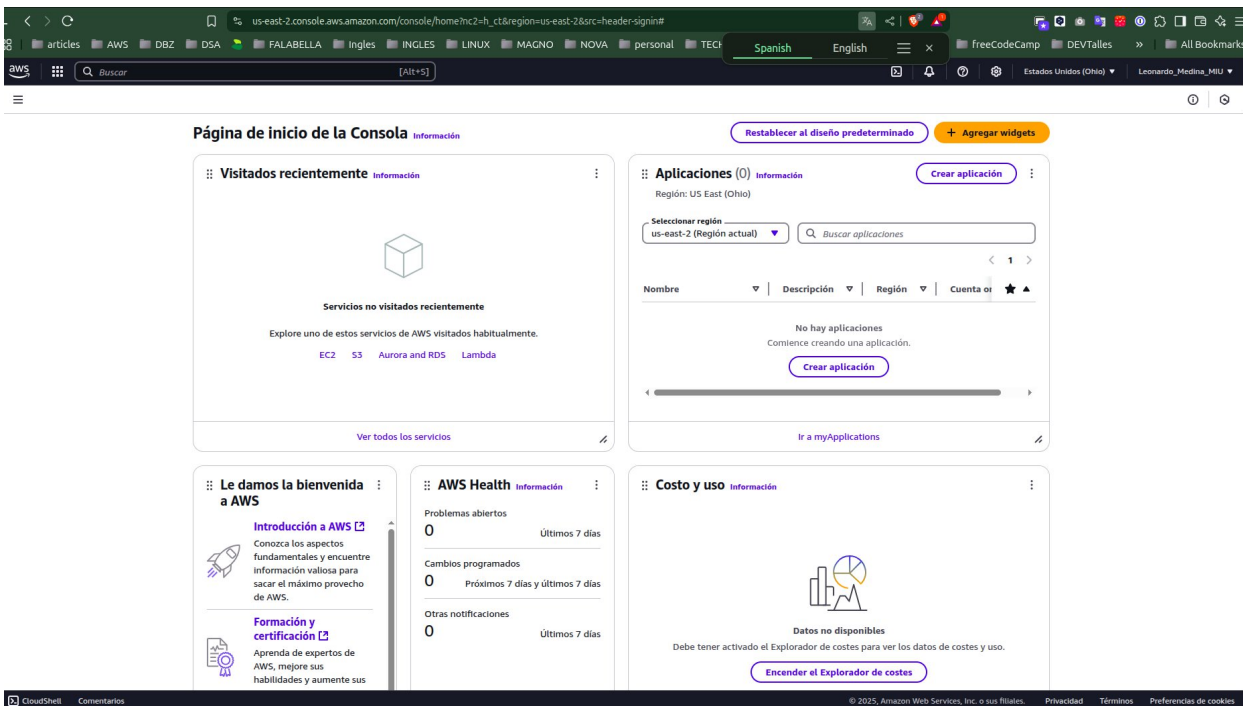 us-east-2.console.aws.amazon.com/console/home?nc2=h_ct&region=us-east-2&src=header-signin#
articles AWS DBZ DSA FALABELLA Ingles INGLES LINUX MAGNO NOVA personal TECH Spanish English freeCodeCamp DEVTalles » All Bookmarks
aws Buscar [Alt+S] Estados Unidos (Ohio) Leonardo_Medina_MIU
Página de inicio de la Consola Información
Restablecer al diseño predeterminado
+ Agregar widgets
Visitados recientemente Información
Servicios no visitados recientemente
Explore uno de estos servicios de AWS visitados habitualmente.
EC2 S3 Aurora and RDS Lambda
Ver todos los servicios
Aplicaciones (0) Información
Crear aplicación
Región: US East (Ohio)
Seleccionar región
us-east-2 (Región actual)
Buscar aplicaciones
1
Nombre Descripción Región Cuenta or
No hay aplicaciones
Comience creando una aplicación.
Crear aplicación
Ir a myApplications
Le damos la bienvenida
a AWS
Introducción a AWS
Conozca los aspectos
fundamentales y encuentre
información valiosa para
sacar el máximo provecho
de AWS.
Formación y
certificación
Aprenda de expertos de
AWS, mejore sus
habilidades y aumente sus
AWS Health Información
Problemas abiertos
0 Últimos 7 días
Cambios programados
0 Próximos 7 días y últimos 7 días
Otras notificaciones
0 Últimos 7 días
Costo y uso Información
Datos no disponibles
Debe tener activado el Explorador de costes para ver los datos de costes y uso.
Encender el Explorador de costes
CloudShell Comentarios © 2025, Amazon Web Services, Inc. o sus filiales. Privacidad Términos Preferencias de cookies